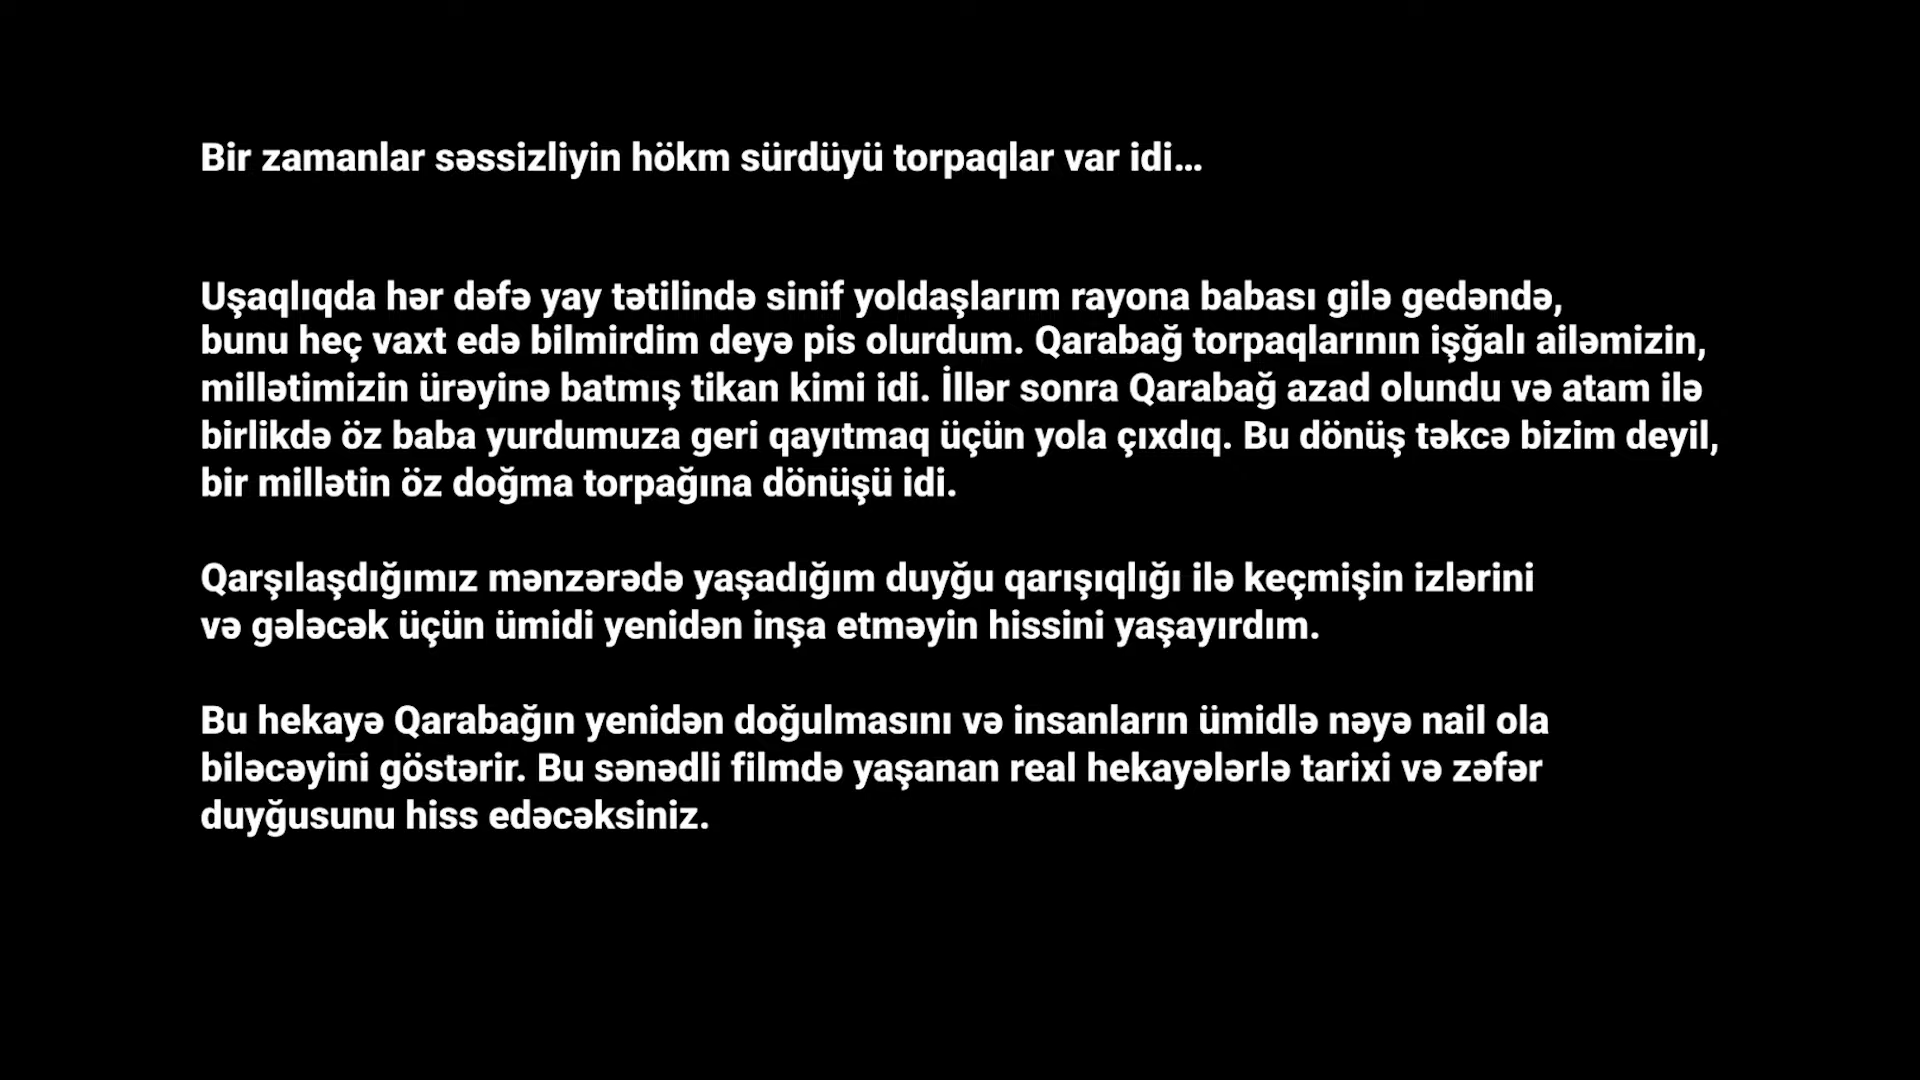 Bir zamanlar səssizliyin hökm sürdüyü torpaqlar var idi...
Uşaqlıqda hər dəfə yay tətilində sinif yoldaşlarım rayona babası gilə gedəndə,
bunu heç vaxt edə bilmirdim deyə pis olurdum. Qarabağ torpaqlarının işğalı ailəmizin,
millətimizin ürəyinə batmış tikan kimi idi. İllər sonra Qarabağ azad olundu və atam ilə
birlikdə öz baba yurdumuza geri qayıtmaq üçün yola çıxdıq. Bu dönüş təkcə bizim deyil,
bir millətin öz doğma torpağına dönüşü idi.
Qarşılaşdığımız mənzərədə yaşadığım duyğu qarışıqlığı ilə keçmişin izlərini
və gələcək üçün ümidi yenidən inşa etməyin hissini yaşayırdım.
Bu hekayə Qarabağın yenidən doğulmasını və insanların ümidlə nəyə nail ola
biləcəyini göstərir. Bu sənədli filmdə yaşanan real hekayələrlə tarixi və zəfər
duyğusunu hiss edəcəksiniz.